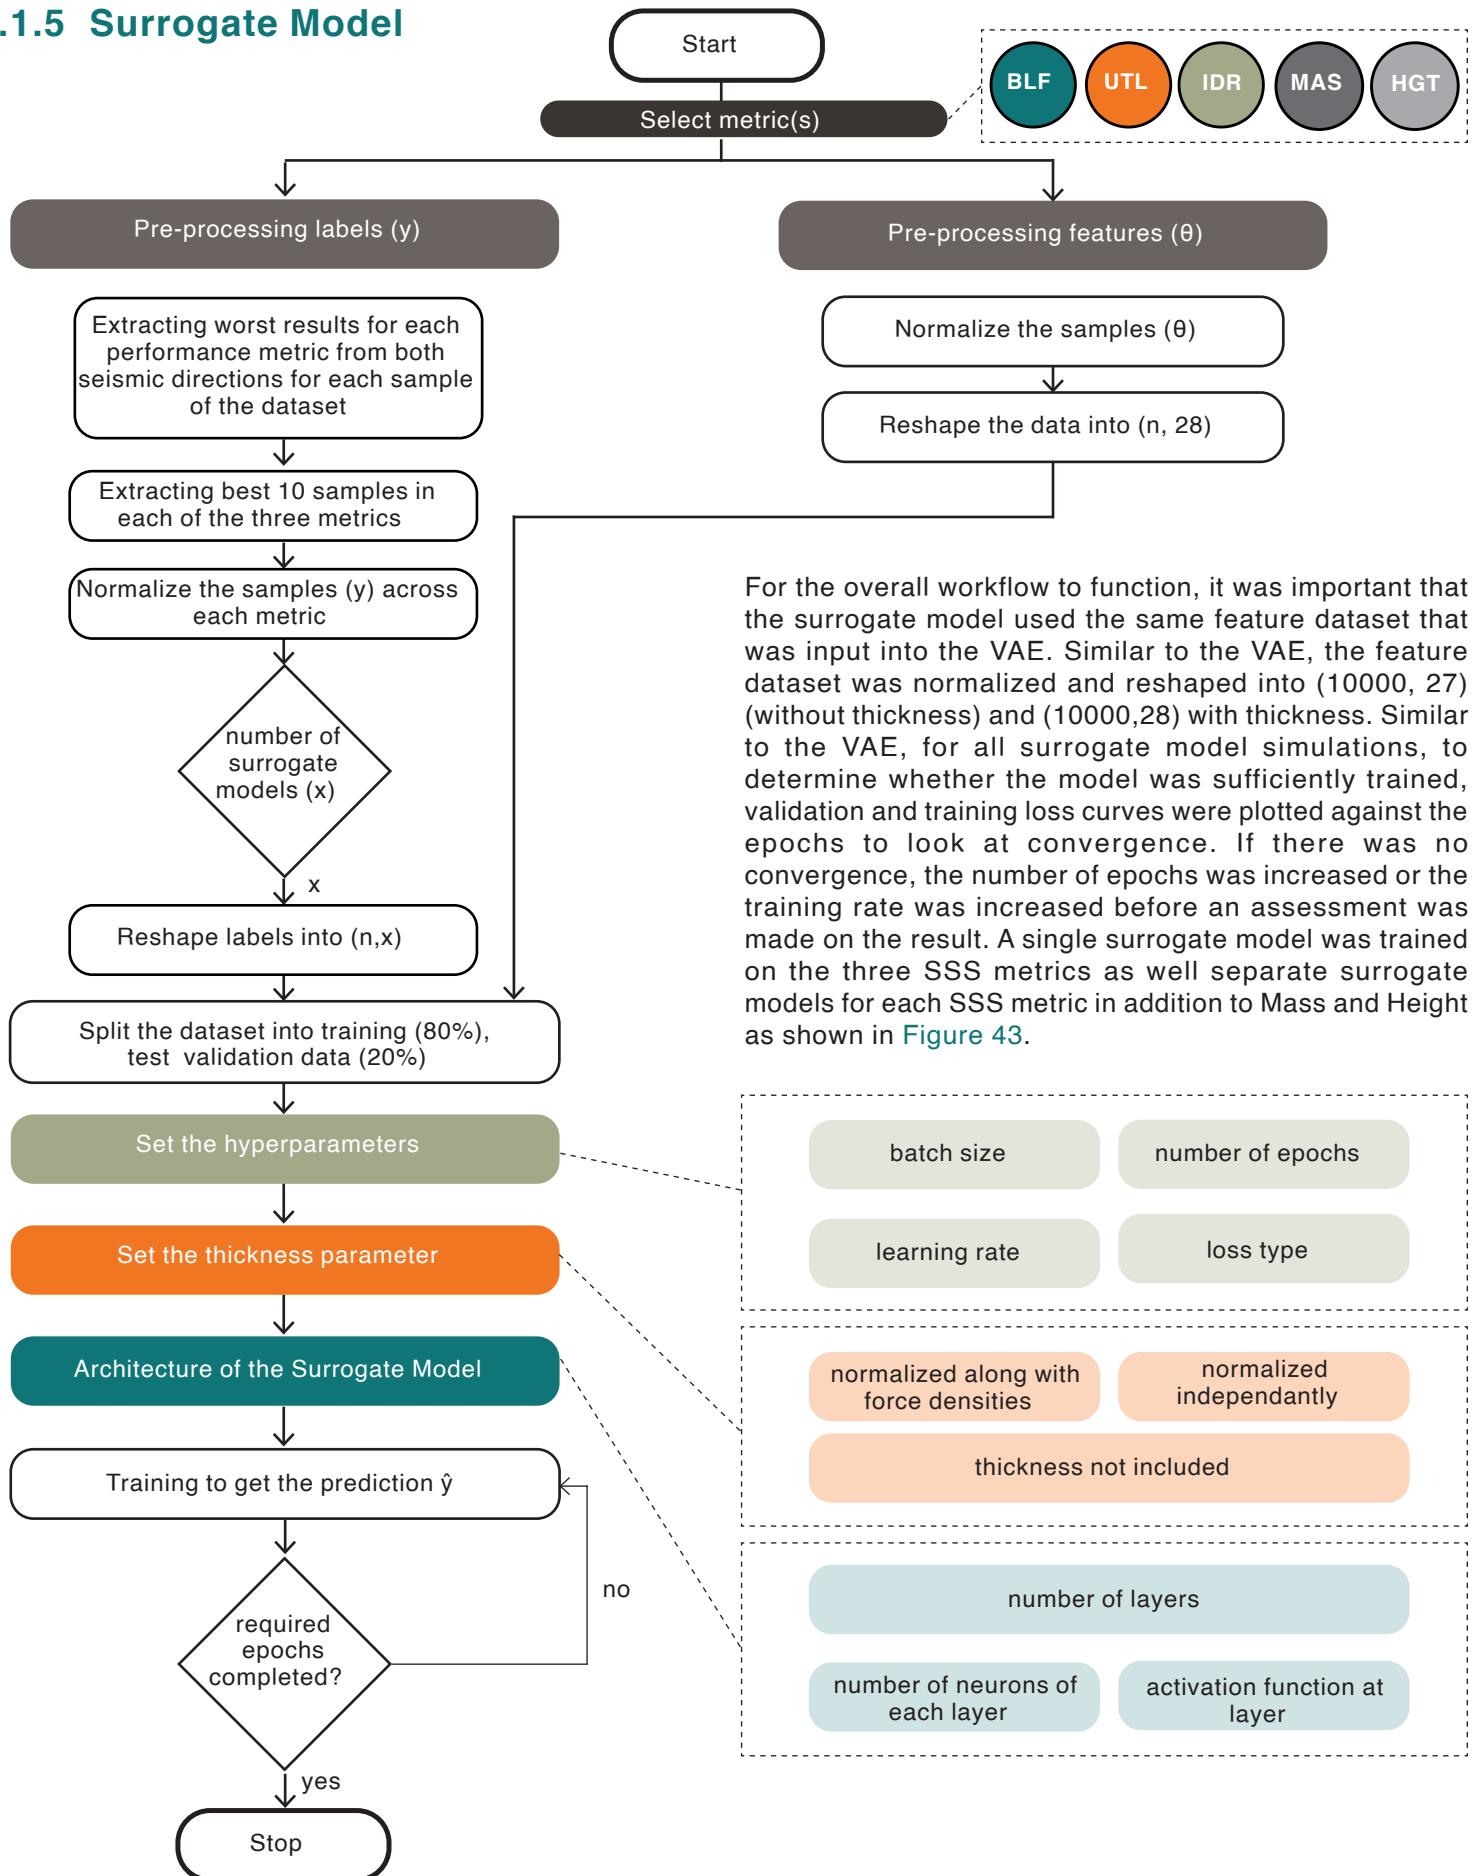 .1.5 Surrogate Model
Start
Select metric(s)
BLF
UTL
IDR
MAS
HGT
Pre-processing labels (y)
Pre-processing features (θ)
Extracting worst results for each
performance metric from both
seismic directions for each sample
of the dataset
Normalize the samples (θ)
Reshape the data into (n, 28)
Extracting best 10 samples in
each of the three metrics
Normalize the samples (y) across
each metric
number of
surrogate
models (x)
x
Reshape labels into (n,x)
Split the dataset into training (80%),
test validation data (20%)
For the overall workflow to function, it was important that
the surrogate model used the same feature dataset that
was input into the VAE. Similar to the VAE, the feature
dataset was normalized and reshaped into (10000, 27)
(without thickness) and (10000,28) with thickness. Similar
to the VAE, for all surrogate model simulations, to
determine whether the model was sufficiently trained,
validation and training loss curves were plotted against the
epochs to look at convergence. If there was no
convergence, the number of epochs was increased or the
training rate was increased before an assessment was
made on the result. A single surrogate model was trained
on the three SSS metrics as well separate surrogate
models for each SSS metric in addition to Mass and Height
as shown in Figure 43.
Set the hyperparameters
batch size
number of epochs
learning rate
loss type
Set the thickness parameter
normalized along with
force densities
normalized
independantly
thickness not included
Architecture of the Surrogate Model
number of layers
number of neurons of
each layer
activation function at
layer
Training to get the prediction ŷ
no
required
epochs
completed?
yes
Stop